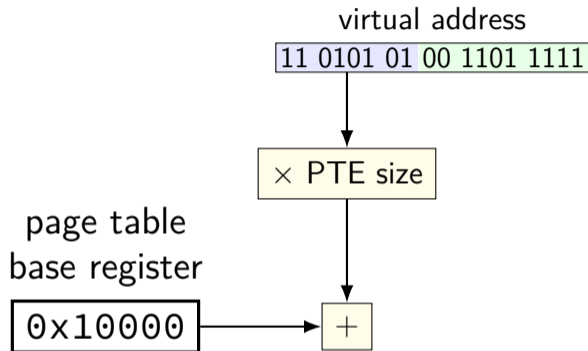 virtual address
11 0101 01 00 1101 1111
× PTE size
page table
base register
0x10000
+